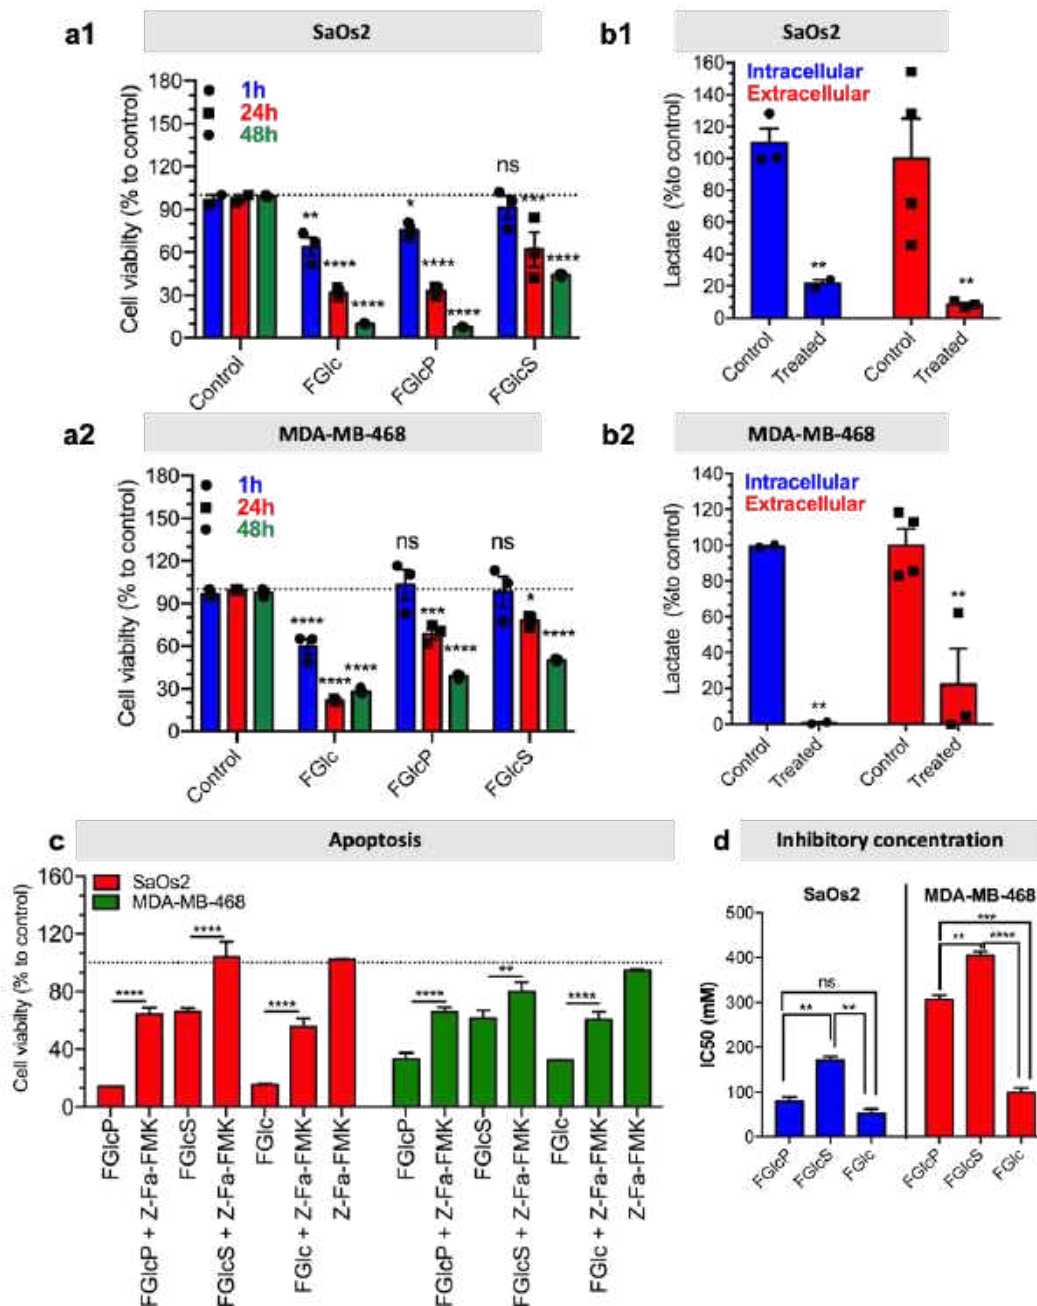 a1
SaOs2
Cell viability (% to control)
180
150
120
90
60
30
0
1h
24h
48h
**
****
****
*
****
****
ns
***
****
Control
FGlc
FGlcP
FGlcS
b1
SaOs2
Lactate (%to control)
160
140
120
100
80
60
40
20
0
Intracellular
Extracellular
**
**
Control
Treated
Control
Treated
a2
MDA-MB-468
Cell viability (% to control)
180
150
120
90
60
30
0
1h
24h
48h
****
****
****
ns
***
****
ns
*
****
Control
FGlc
FGlcP
FGlcS
b2
MDA-MB-468
Lactate (%to control)
140
120
100
80
60
40
20
0
Intracellular
Extracellular
**
**
Control
Treated
Control
Treated
c
Apoptosis
Cell viability (% to control)
160
120
80
40
0
SaOs2
MDA-MB-468
****
****
****
****
**
****
FGlcP
FGlcP + Z-Fa-FMK
FGlcS
FGlcS + Z-Fa-FMK
FGlc
FGlc + Z-Fa-FMK
Z-Fa-FMK
FGlcP
FGlcP + Z-Fa-FMK
FGlcS
FGlcS + Z-Fa-FMK
FGlc
FGlc + Z-Fa-FMK
Z-Fa-FMK
d
Inhibitory concentration
SaOs2
MDA-MB-468
IC50 (mM)
500
400
300
200
100
0
ns
**
**
***
**
****
FGlcP
FGlcS
FGlc
FGlcP
FGlcS
FGlc